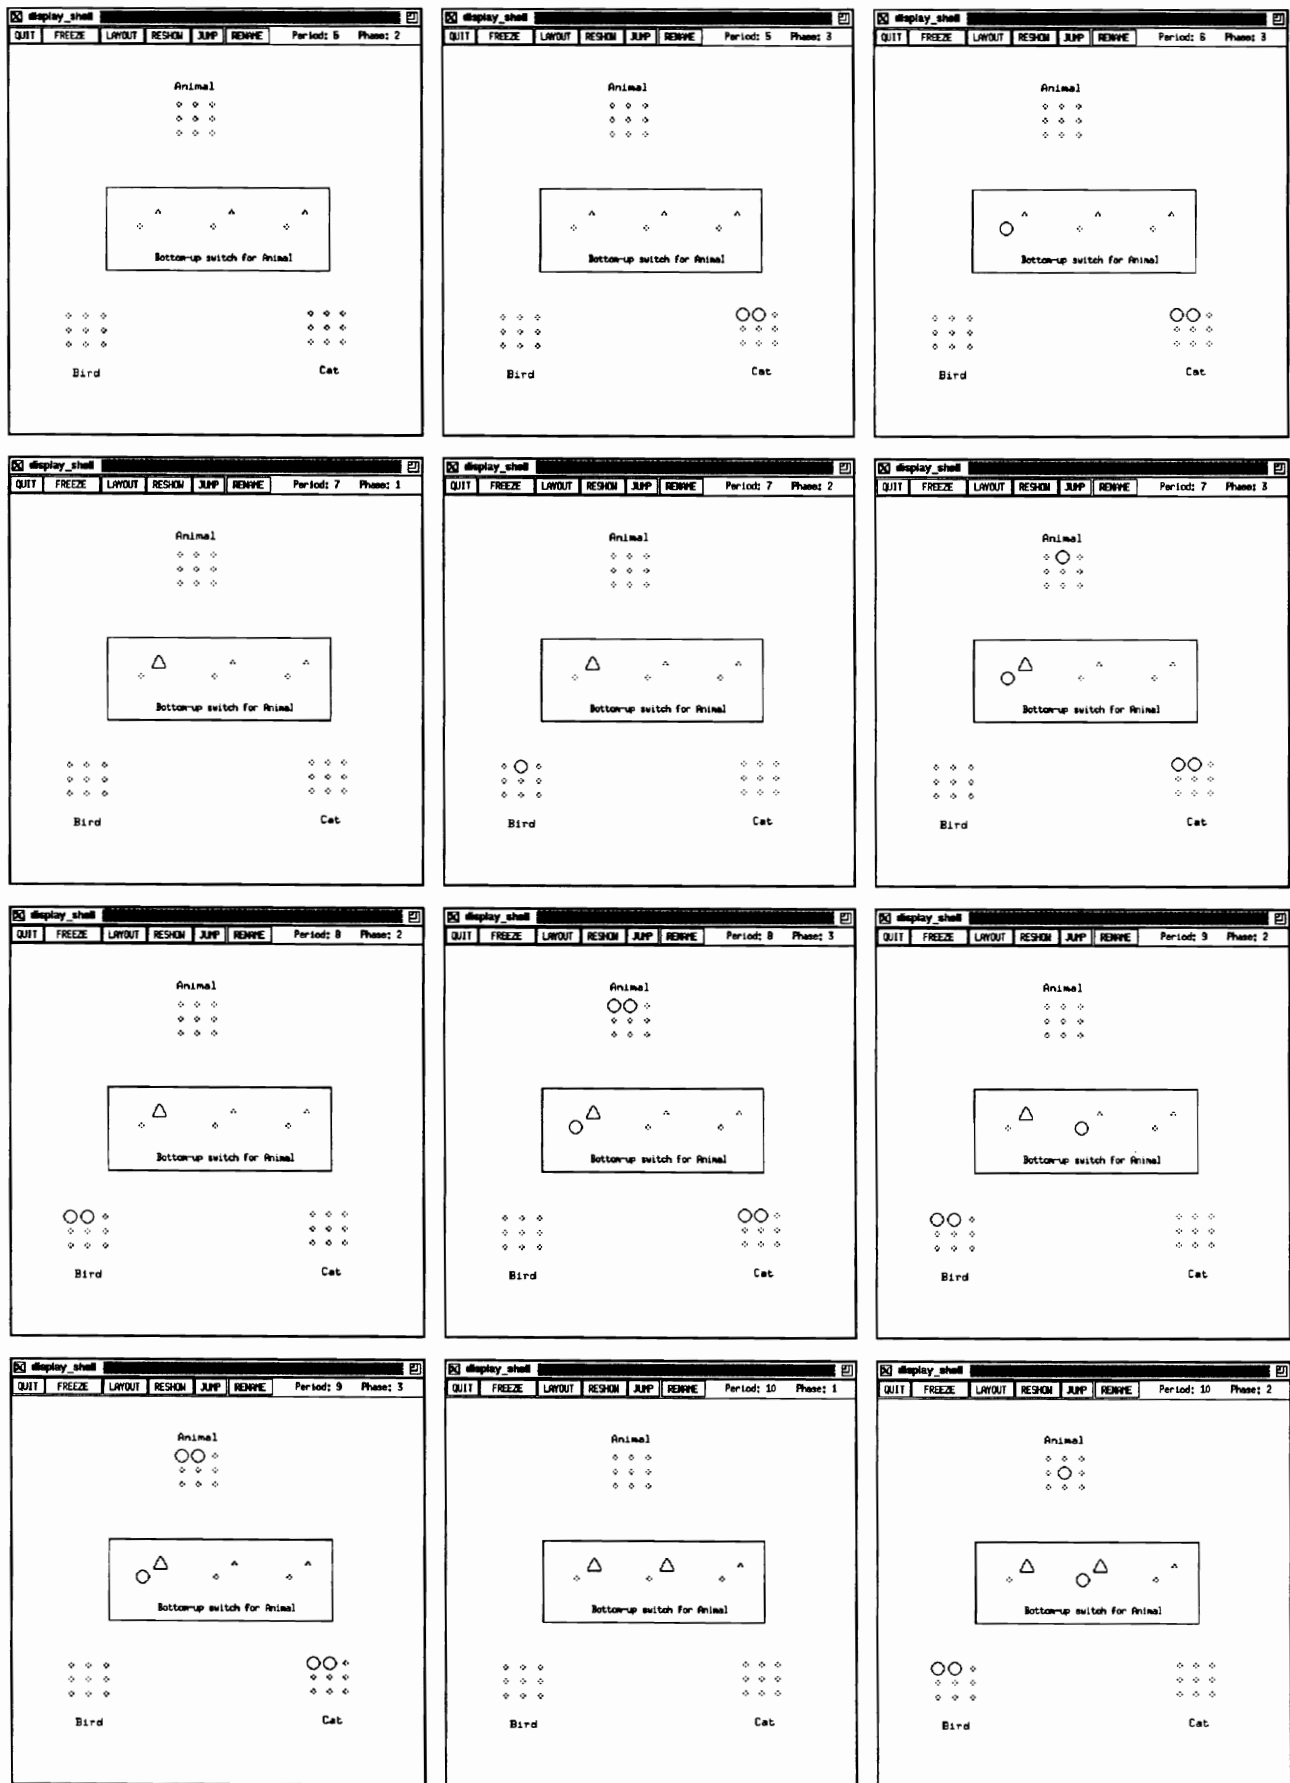 display_shell
QUIT FREEZE LAYOUT RESHOW JUMP RENAME Period: 5 Phase: 2
Animal
Bottom-up switch for Animal
Bird
Cat
display_shell
QUIT FREEZE LAYOUT RESHOW JUMP RENAME Period: 5 Phase: 3
Animal
Bottom-up switch for Animal
Bird
Cat
display_shell
QUIT FREEZE LAYOUT RESHOW JUMP RENAME Period: 6 Phase: 3
Animal
Bottom-up switch for Animal
Bird
Cat
display_shell
QUIT FREEZE LAYOUT RESHOW JUMP RENAME Period: 7 Phase: 1
Animal
Bottom-up switch for Animal
Bird
Cat
display_shell
QUIT FREEZE LAYOUT RESHOW JUMP RENAME Period: 7 Phase: 2
Animal
Bottom-up switch for Animal
Bird
Cat
display_shell
QUIT FREEZE LAYOUT RESHOW JUMP RENAME Period: 7 Phase: 3
Animal
Bottom-up switch for Animal
Bird
Cat
display_shell
QUIT FREEZE LAYOUT RESHOW JUMP RENAME Period: 8 Phase: 2
Animal
Bottom-up switch for Animal
Bird
Cat
display_shell
QUIT FREEZE LAYOUT RESHOW JUMP RENAME Period: 8 Phase: 3
Animal
Bottom-up switch for Animal
Bird
Cat
display_shell
QUIT FREEZE LAYOUT RESHOW JUMP RENAME Period: 9 Phase: 2
Animal
Bottom-up switch for Animal
Bird
Cat
display_shell
QUIT FREEZE LAYOUT RESHOW JUMP RENAME Period: 9 Phase: 3
Animal
Bottom-up switch for Animal
Bird
Cat
display_shell
QUIT FREEZE LAYOUT RESHOW JUMP RENAME Period: 10 Phase: 1
Animal
Bottom-up switch for Animal
Bird
Cat
display_shell
QUIT FREEZE LAYOUT RESHOW JUMP RENAME Period: 10 Phase: 2
Animal
Bottom-up switch for Animal
Bird
Cat